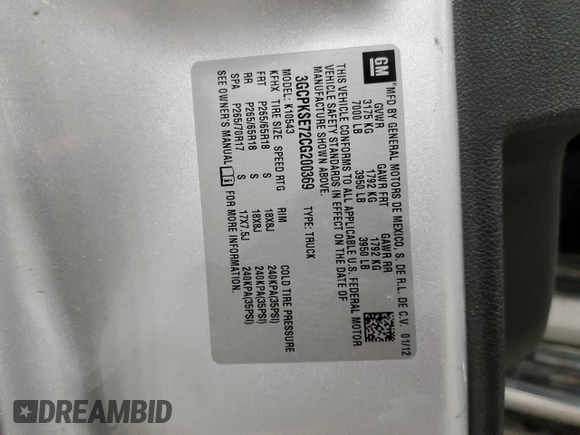 GM
MFD BY GENERAL MOTORS DE MEXICO, S. DE R.L. DE C.V. 01/12
GVWR GAWR FRT GAWR RR
3175 KG 1792 KG 1792 KG
7000 LB 3950 LB 3950 LB
THIS VEHICLE CONFORMS TO ALL APPLICABLE U.S. FEDERAL MOTOR
VEHICLE SAFETY STANDARDS IN EFFECT ON THE DATE OF
MANUFACTURE SHOWN ABOVE.
3GCPKSE72CG200369 TYPE: TRUCK
MODEL: K10543
KFHX TIRE SIZE SPEED RTG RIM COLD TIRE PRESSURE
FRT P265/65R18 S 18X8J 240KPA(35PSI)
RR P265/65R18 S 18X8J 240KPA(35PSI)
SPA P265/70R17 S 17X7.5J 240KPA(35PSI)
SEE OWNER'S MANUAL FOR MORE INFORMATION
DREAMBID